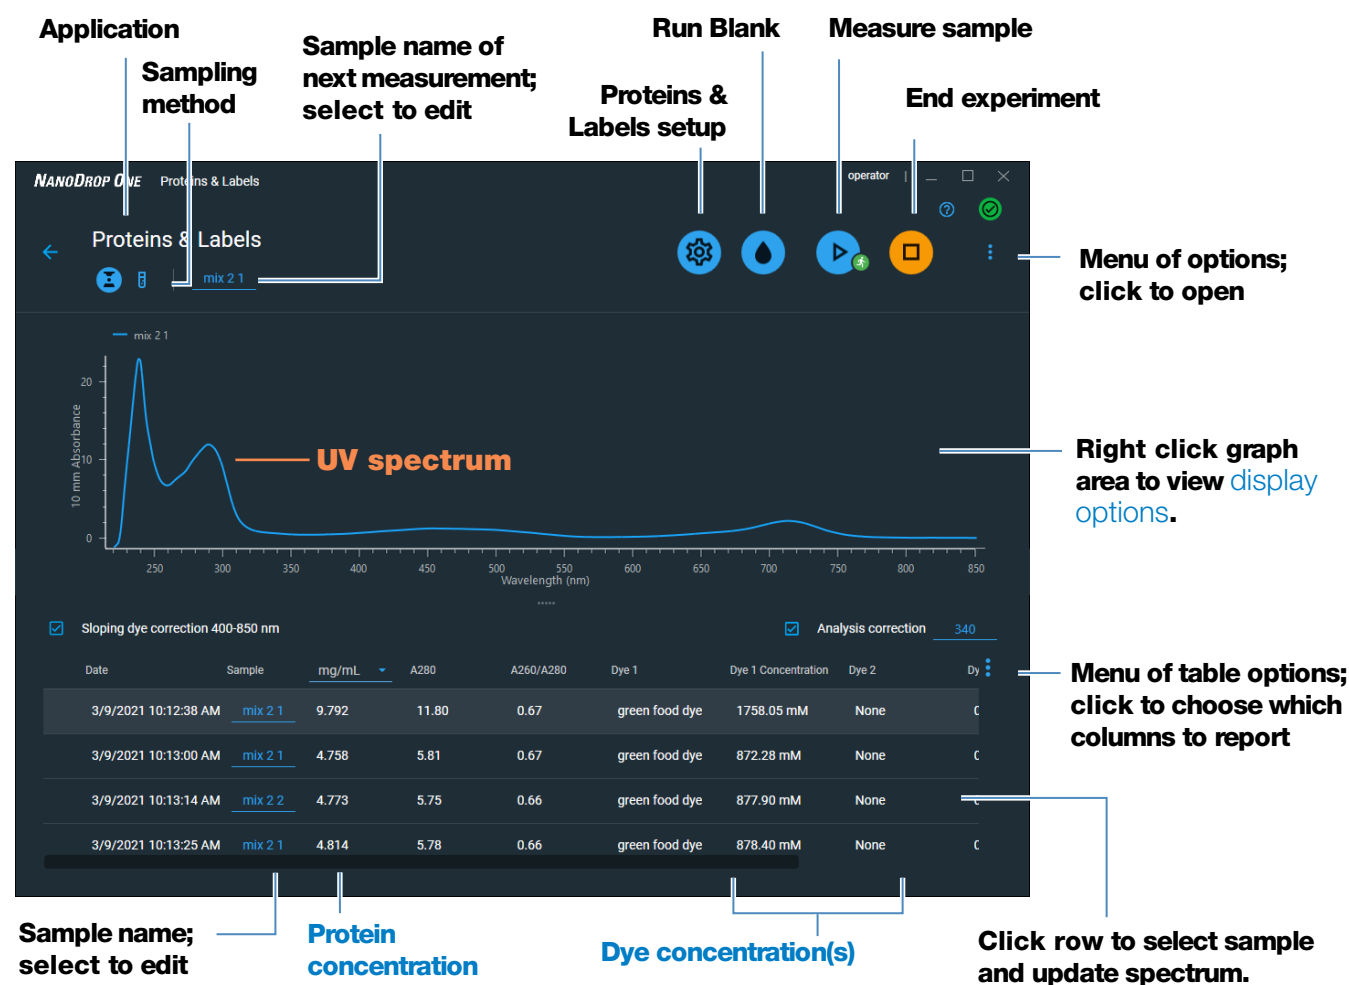 Application
Sampling
method
Sample name of
next measurement;
select to edit
Run Blank
Measure sample
Proteins &
Labels setup
End experiment
NANODROP ONE Proteins & Labels
operator
Proteins & Labels
mix 2 1
Menu of options;
click to open
mix 2 1
20
10
0
10 mm Absorbance
UV spectrum
Right click graph
area to view display
options.
250 300 350 400 450 500 550 600 650 700 750 800 850
Wavelength (nm)
Sloping dye correction 400-850 nm
Analysis correction 340
Date Sample mg/mL A280 A260/A280 Dye 1 Dye 1 Concentration Dye 2 Dy
3/9/2021 10:12:38 AM mix 2 1 9.792 11.80 0.67 green food dye 1758.05 mM None
3/9/2021 10:13:00 AM mix 2 1 4.758 5.81 0.67 green food dye 872.28 mM None
3/9/2021 10:13:14 AM mix 2 2 4.773 5.75 0.66 green food dye 877.90 mM None
3/9/2021 10:13:25 AM mix 2 1 4.814 5.78 0.66 green food dye 878.40 mM None
Menu of table options;
click to choose which
columns to report
Sample name;
select to edit
Protein
concentration
Dye concentration(s)
Click row to select sample
and update spectrum.